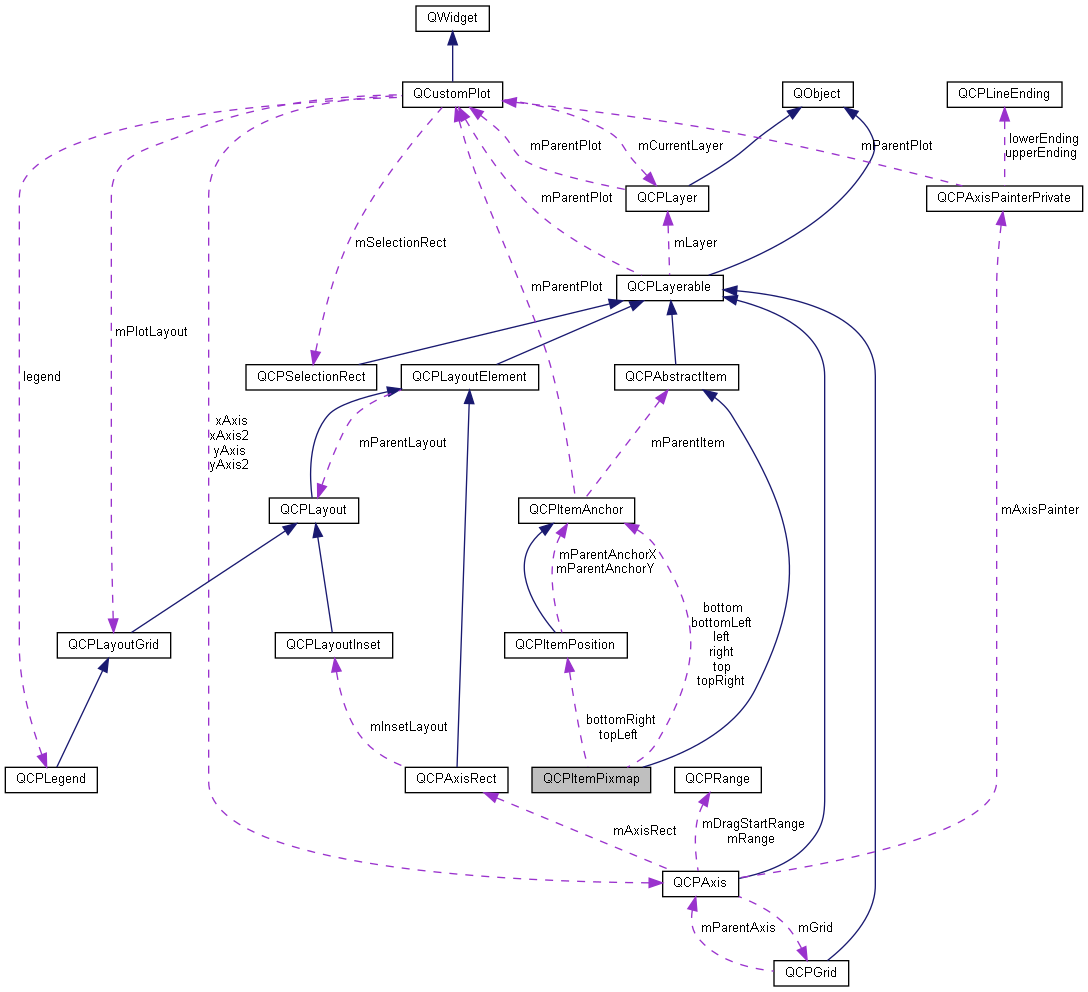 QWidget
QCustomPlot
QObject
QCPLineEnding
mParentPlot
mCurrentLayer
mParentPlot
lowerEnding
upperEnding
mParentPlot
QCPLayer
QCPAxisPainterPrivate
mSelectionRect
mLayer
mParentPlot
QCPLayerable
mPlotLayout
legend
QCPSelectionRect
QCPLayoutElement
QCPAbstractItem
xAxis
xAxis2
yAxis
yAxis2
mParentLayout
mParentItem
QCPLayout
QCPItemAnchor
mAxisPainter
mParentAnchorX
mParentAnchorY
bottom
bottomLeft
left
right
top
topRight
QCPLayoutGrid
QCPLayoutInset
QCPItemPosition
mInsetLayout
bottomRight
topLeft
QCPLegend
QCPAxisRect
QCPItemPixmap
QCPRange
mAxisRect
mDragStartRange
mRange
QCPAxis
mParentAxis
mGrid
QCPGrid